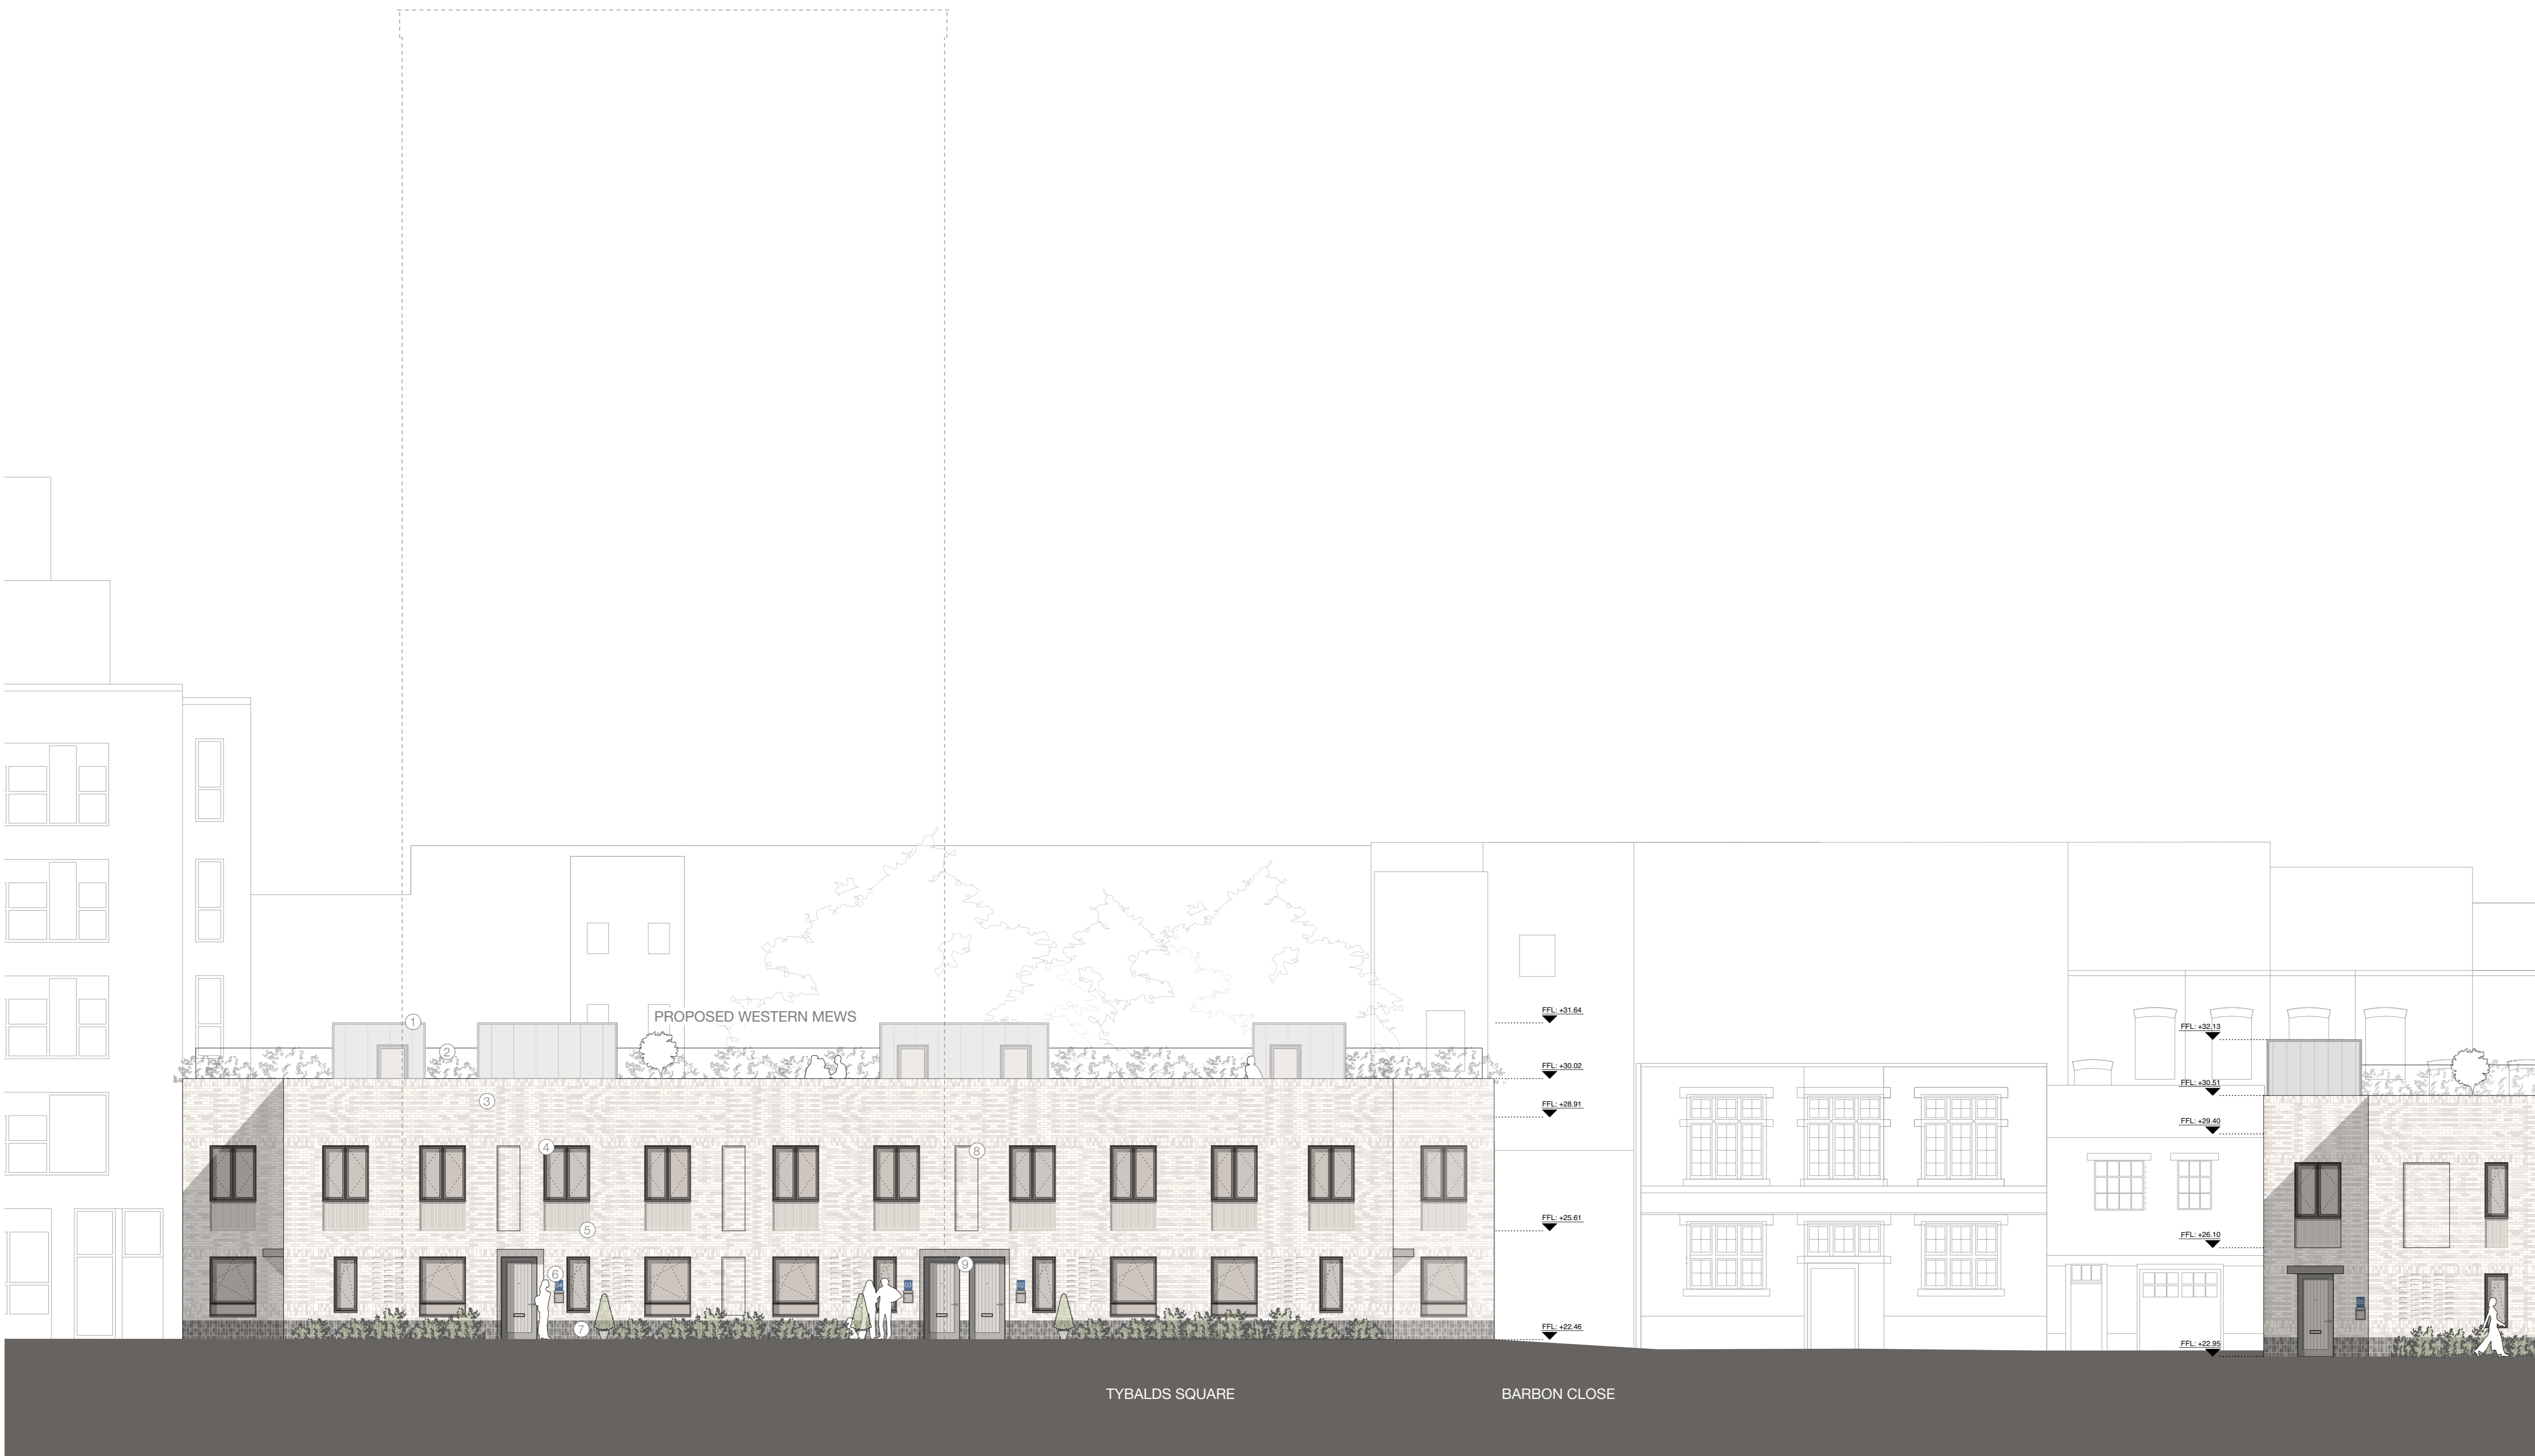 PROPOSED WESTERN MEWS
1
2
3
4
5
6
7
8
9
FFL: +31.64
FFL: +30.02
FFL: +28.91
FFL: +25.61
FFL: +22.46
FFL: +32.13
FFL: +30.51
FFL: +29.40
FFL: +26.10
FFL: +22.95
TYBALDS SQUARE
BARBON CLOSE